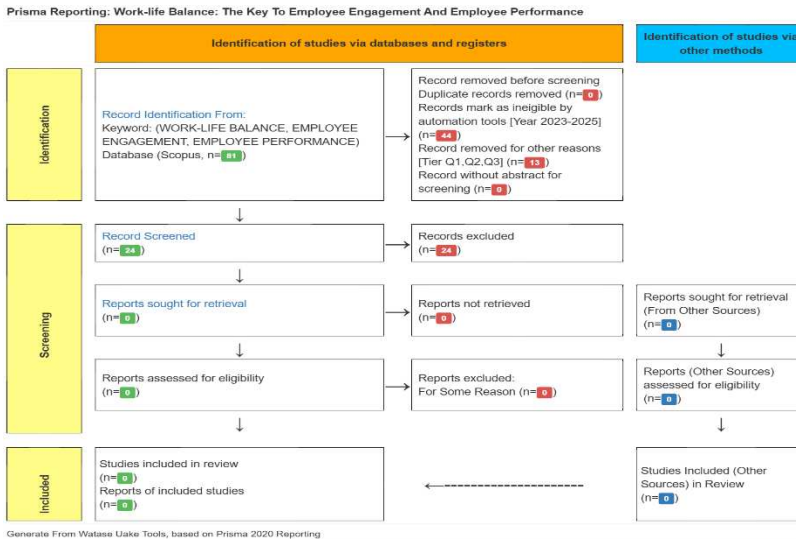 Prisma Reporting: Work-life Balance: The Key To Employee Engagement And Employee Performance
Identification of studies via databases and registers
Identification of studies via
other methods
Identification
Record Identification From:
Keyword: (WORK-LIFE BALANCE, EMPLOYEE
ENGAGEMENT, EMPLOYEE PERFORMANCE)
Database (Scopus, n= 81 )
Record removed before screening
Duplicate records removed (n= 0 )
Records mark as ineigible by
automation tools [Year 2023-2025]
(n= 44 )
Record removed for other reasons
[Tier Q1,Q2,Q3] (n= 13 )
Record without abstract for
screening (n= 0 )
Screening
Record Screened
(n= 24 )
Records excluded
(n= 24 )
Reports sought for retrieval
(n= 0 )
Reports not retrieved
(n= 0 )
Reports sought for retrieval
(From Other Sources)
(n= 0 )
Reports assessed for eligibility
(n= 0 )
Reports excluded:
For Some Reason (n= 0 )
Reports (Other Sources)
assessed for eligibility
(n= 0 )
Included
Studies included in review
(n= 0 )
Reports of included studies
(n= 0 )
Studies Included (Other
Sources) in Review
(n= 0 )
Generate From Watase Uake Tools, based on Prisma 2020 Reporting